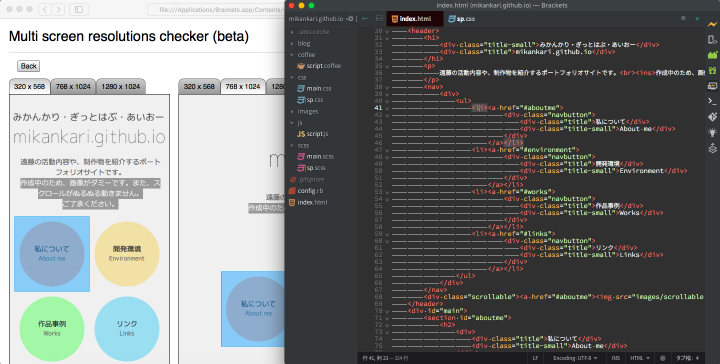 file:///Applications/Brackets.app/Contents/
Multi screen resolutions checker (beta)
Back
320 x 568
768 x 1024
1280 x 1024
320 x 568
768 x 1024
みかんかり・ぎっとはぶ・あいおー
mikankari.github.io
遠藤の活動内容や、制作物を紹介するポート
フォリオサイトです。
作成中のため、画像がダミーです。また、ス
クロールがぬるぬる動きません。
ご了承ください。
私について
About me
開発環境
Environment
作品事例
Works
リンク
Links
m
遠藤の
作成中のため、
私について
About me
index.html (mikankari.github.io) — Brackets
mikankari.github.io
.sass-cache
blog
coffee
script.coffee
css
main.css
sp.css
images
js
script.js
scss
main.scss
sp.scss
.gitignore
config.rb
index.html
index.html
sp.css
30 <header>
31 <h1>
32 <div class="title-small">みかんかり・ぎっとはぶ・あいおー</div>
33 <div class="title">mikankari.github.io</div>
34 </h1>
35 <p>
36 遠藤の活動内容や、制作物を紹介するポートフォリオサイトです。<br><ins>作成中のため、画
37 </p>
38 <nav>
39 <div>
40 <ul>
41 <li><a href="#aboutme">
42 <div class="navbutton">
43 <div class="title">私について</div>
44 <div class="title-small">About me</div>
45 </div>
46 </a></li>
47 <li><a href="#environment">
48 <div class="navbutton">
49 <div class="title">開発環境</div>
50 <div class="title-small">Environment</div>
51 </div>
52 </a></li>
53 <li><a href="#works">
54 <div class="navbutton">
55 <div class="title">作品事例</div>
56 <div class="title-small">Works</div>
57 </div>
58 </a></li>
59 <li><a href="#links">
60 <div class="navbutton">
61 <div class="title">リンク</div>
62 <div class="title-small">Links</div>
63 </div>
64 </a></li>
65 </ul>
66 </div>
67 </nav>
68 <div class="scrollable"><a href="#aboutme"><img src="images/scrollable
69 </header>
70 <div id="main">
71 <section id="aboutme">
72 <h2>
73 <div>
74 <div class="title">私について</div>
75 <div class="title-small">About me</div>
行 41, 桁 23 — 324 行
LF
Encoding: UTF-8
INS
HTML
タブ幅: 4